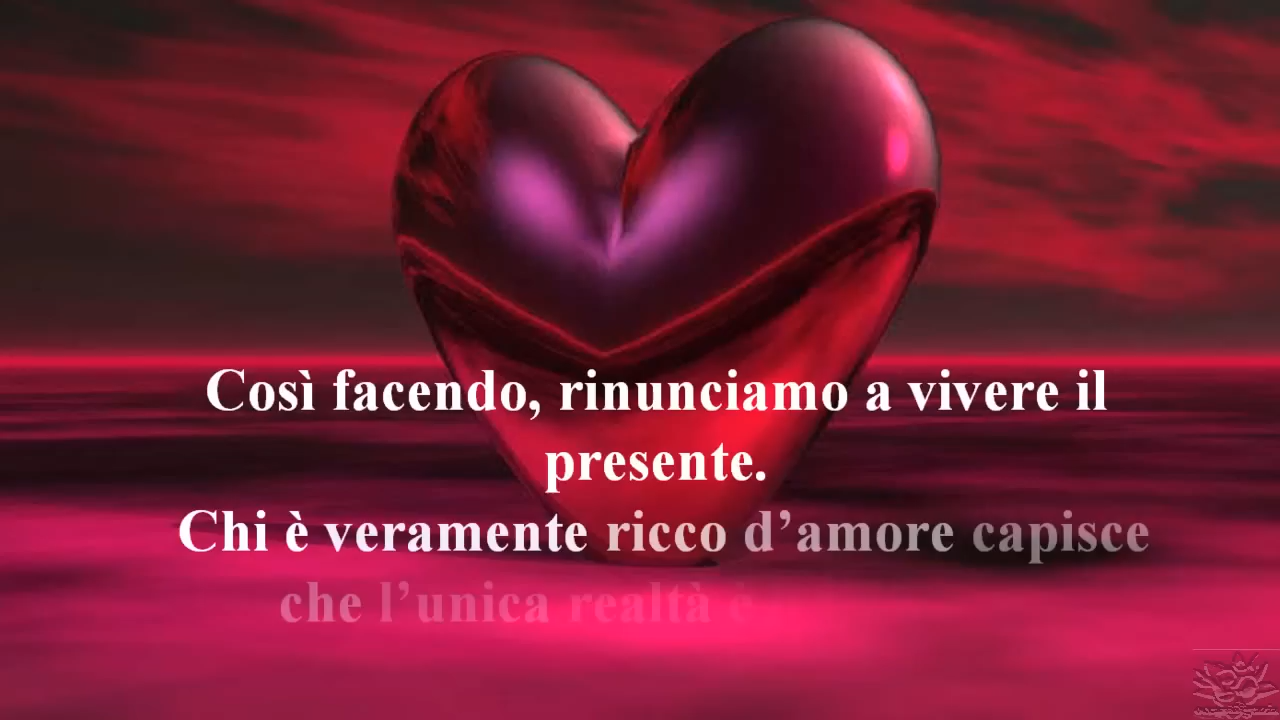 Così facendo, rinunciamo a vivere il
presente.
Chi è veramente ricco d’amore capisce
che l’unica realtà è